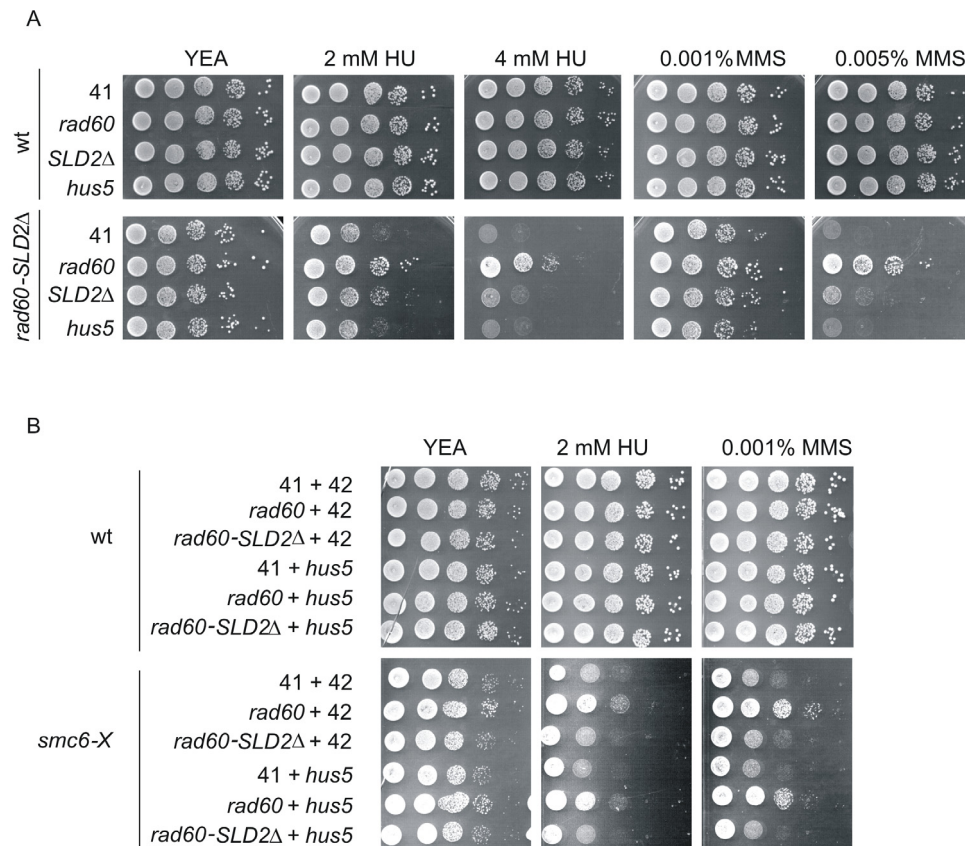 A
YEA 2 mM HU 4 mM HU 0.001% MMS 0.005% MMS
wt
41
rad60
SLD2Δ
hus5
rad60-SLD2Δ
41
rad60
SLD2Δ
hus5
B
YEA 2 mM HU 0.001% MMS
wt
41 + 42
rad60 + 42
rad60-SLD2Δ + 42
41 + hus5
rad60 + hus5
rad60-SLD2Δ + hus5
smc6-X
41 + 42
rad60 + 42
rad60-SLD2Δ + 42
41 + hus5
rad60 + hus5
rad60-SLD2Δ + hus5